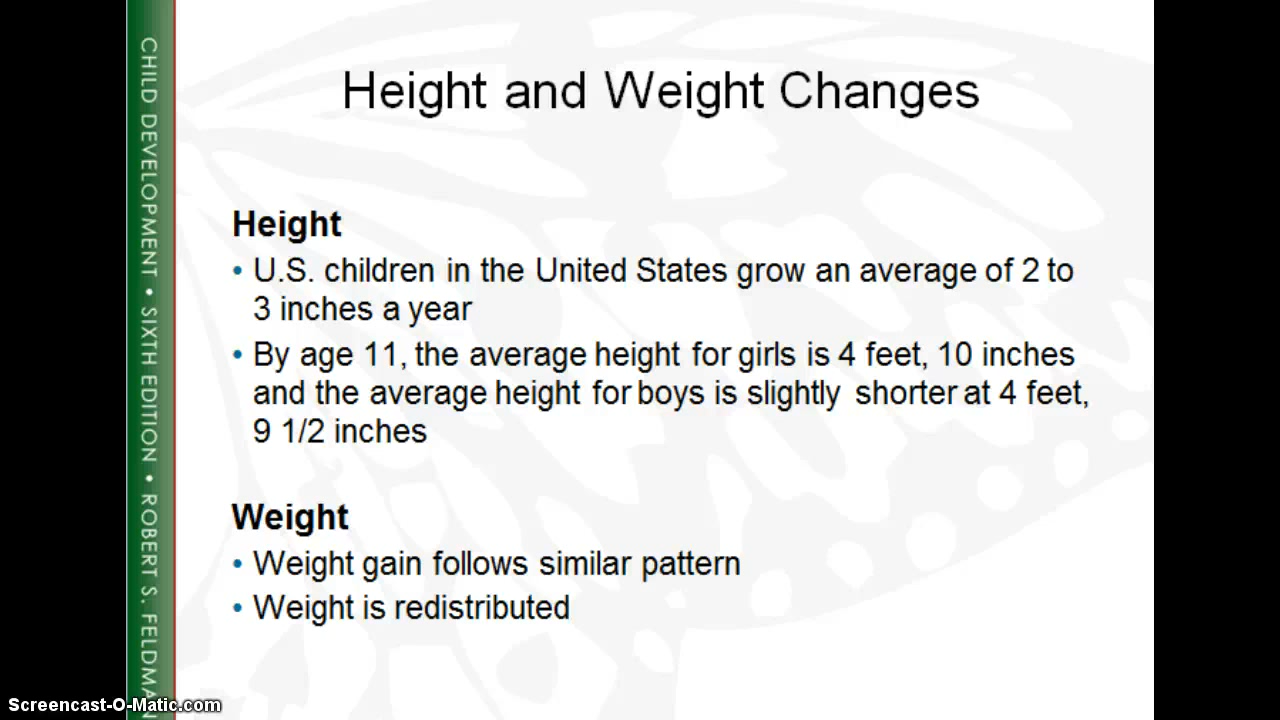 CHILD DEVELOPMENT • SIXTH EDITION • ROBERT S. FELDMAN
Height and Weight Changes
Height
• U.S. children in the United States grow an average of 2 to
3 inches a year
• By age 11, the average height for girls is 4 feet, 10 inches
and the average height for boys is slightly shorter at 4 feet,
9 1/2 inches
Weight
• Weight gain follows similar pattern
• Weight is redistributed
Screencast-O-Matic.com